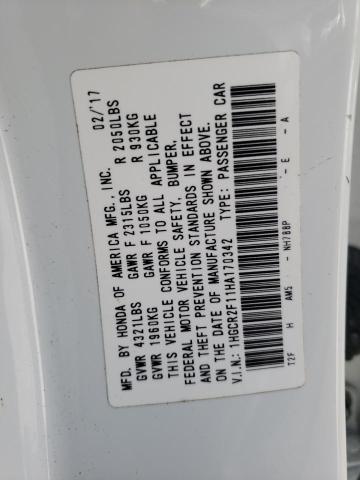 MFD. BY HONDA OF AMERICA MFG., INC. 02/'17
GVWR 4321LBS GAWR F 2315LBS R 2050LBS
GVWR 1960KG GAWR F 1050KG R 930KG
THIS VEHICLE CONFORMS TO ALL APPLICABLE
FEDERAL MOTOR VEHICLE SAFETY, BUMPER,
AND THEFT PREVENTION STANDARDS IN EFFECT
ON THE DATE OF MANUFACTURE SHOWN ABOVE.
V.I.N.: 1HGCR2F11HA170342 TYPE: PASSENGER CAR
T2F H AM5 - NH788P - E - A